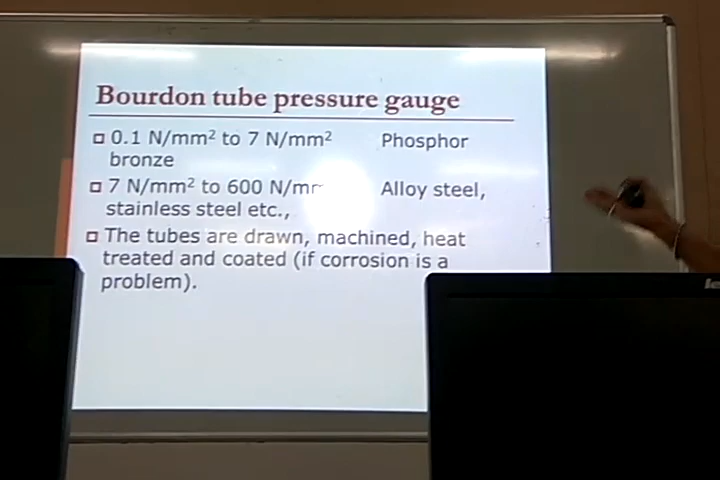 Bourdon tube pressure gauge
0.1 N/mm² to 7 N/mm² Phosphor
bronze
7 N/mm² to 600 Alloy steel,
stainless steel etc.,
The tubes are drawn, machined, heat
treated and coated (if corrosion is a
problem).